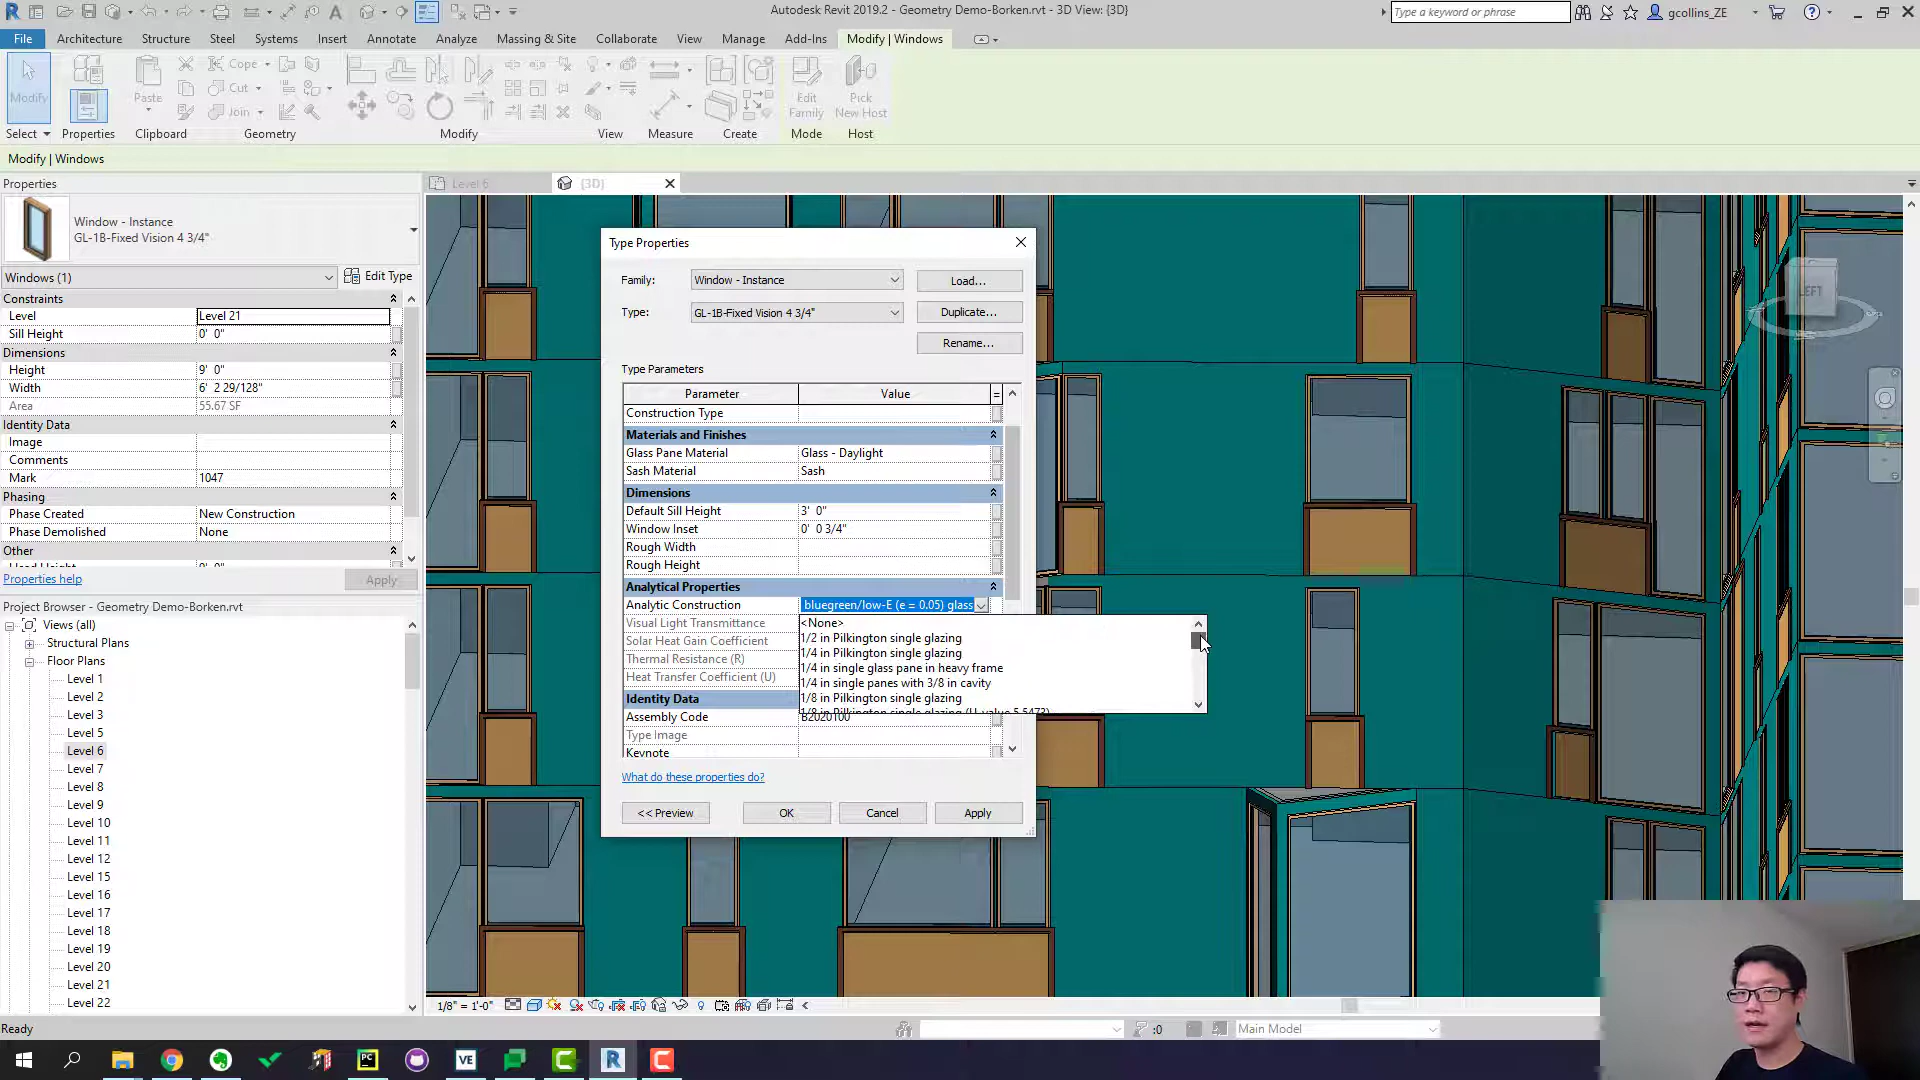 Autodesk Revit 2019.2 - Geometry Demo-Borken.rvt - 3D View: {3D}
Type a keyword or phrase
gcollins_ZE
File Architecture Structure Steel Systems Insert Annotate Analyze Massing & Site Collaborate View Manage Add-Ins Modify | Windows
Cope
Cut
Join
Modify
Paste
Edit Family
Pick New Host
Select Properties Clipboard Geometry Modify View Measure Create Mode Host
Modify | Windows
Properties
Level 6
{3D}
Window - Instance
GL-1B-Fixed Vision 4 3/4"
Windows (1)
Edit Type
Constraints
Level Level 21
Sill Height 0' 0"
Dimensions
Height 9' 0"
Width 6' 2 29/128"
Area 55.67 SF
Identity Data
Image
Comments
Mark 1047
Phasing
Phase Created New Construction
Phase Demolished None
Other
Properties help
Apply
Project Browser - Geometry Demo-Borken.rvt
Views (all)
Structural Plans
Floor Plans
Level 1
Level 2
Level 3
Level 5
Level 6
Level 7
Level 8
Level 9
Level 10
Level 11
Level 12
Level 15
Level 16
Level 17
Level 18
Level 19
Level 20
Level 21
Level 22
Type Properties
Family: Window - Instance Load...
Type: GL-1B-Fixed Vision 4 3/4" Duplicate...
Rename...
Type Parameters
Parameter Value =
Construction Type
Materials and Finishes
Glass Pane Material Glass - Daylight
Sash Material Sash
Dimensions
Default Sill Height 3' 0"
Window Inset 0' 0 3/4"
Rough Width
Rough Height
Analytical Properties
Analytic Construction bluegreen/low-E (e = 0.05) glass
Visual Light Transmittance
Solar Heat Gain Coefficient
Thermal Resistance (R)
Heat Transfer Coefficient (U)
<None>
1/2 in Pilkington single glazing
1/4 in Pilkington single glazing
1/4 in single glass pane in heavy frame
1/4 in single panes with 3/8 in cavity
1/8 in Pilkington single glazing
1/8 in Pilkington single glazing (U-value 5.5473)
Identity Data
Assembly Code B2020100
Type Image
Keynote
What do these properties do?
<< Preview OK Cancel Apply
LEFT
1/8" = 1'-0"
Ready
:0
Main Model
PC
VE
R